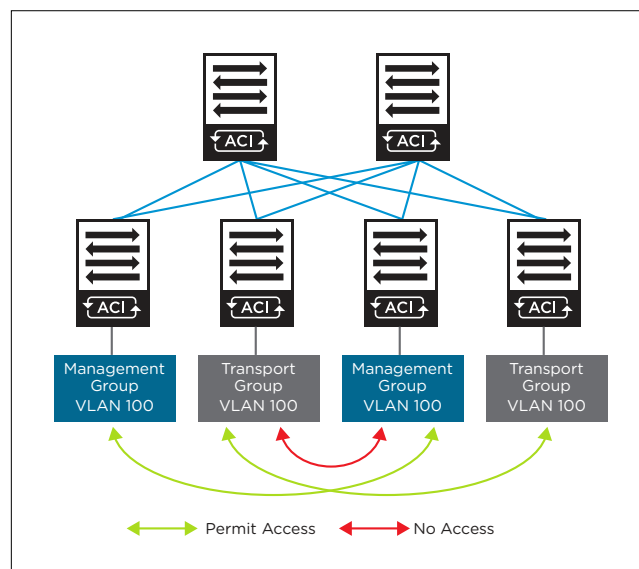 ACI
ACI
ACI
ACI
ACI
ACI
Management
Group
VLAN 100
Transport
Group
VLAN 100
Management
Group
VLAN 100
Transport
Group
VLAN 100
Permit Access
No Access